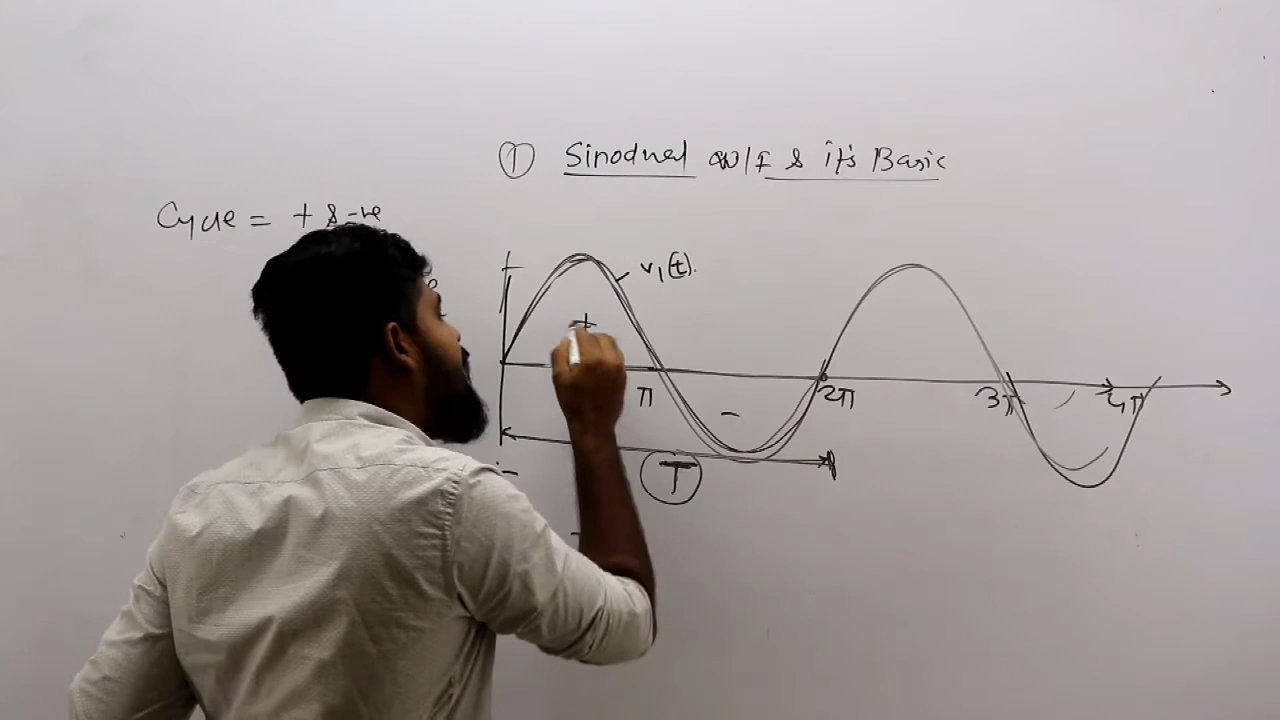 ① Sinodual w/f & it's Basic
Cycle = + & -ve
V₁(t).
+
π
-
2π
3π
4π
T